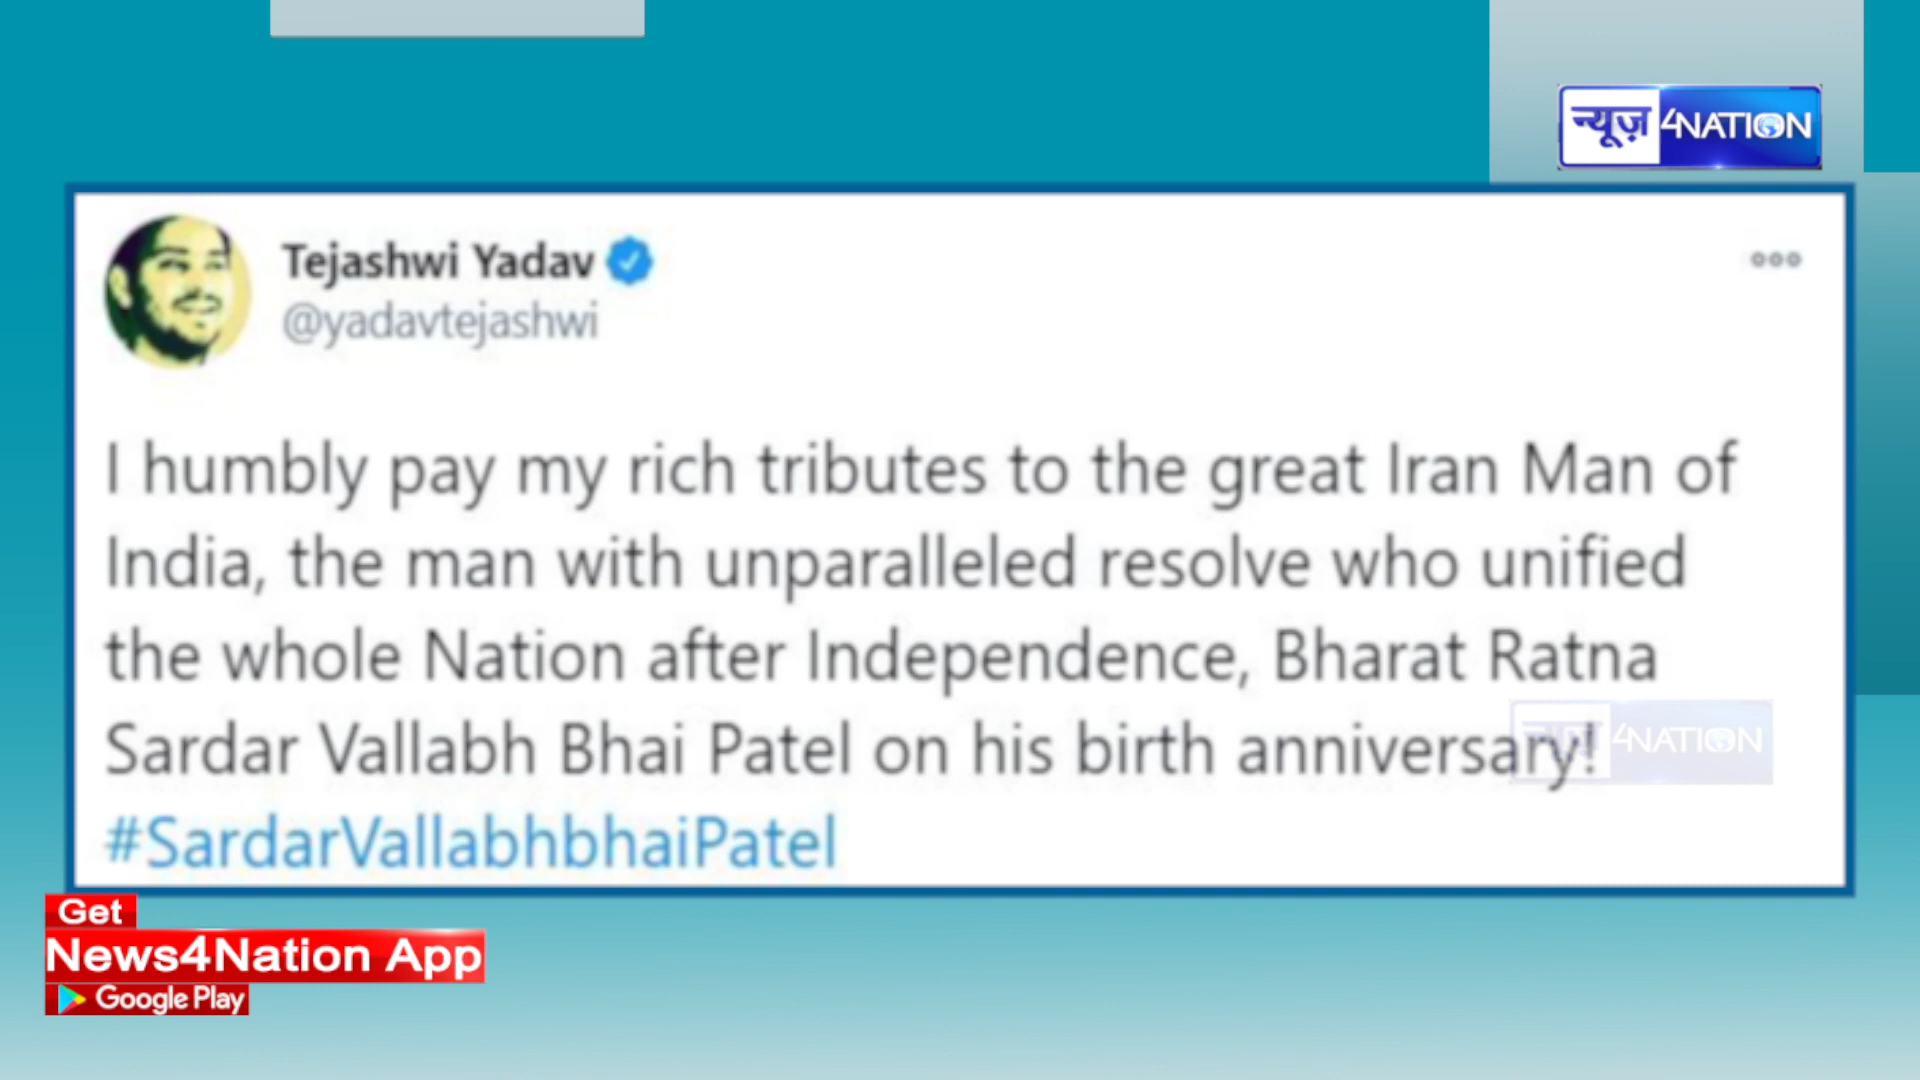 न्यूज़ 4NATION
Tejashwi Yadav
@yadavtejashwi
I humbly pay my rich tributes to the great Iran Man of
India, the man with unparalleled resolve who unified
the whole Nation after Independence, Bharat Ratna
Sardar Vallabh Bhai Patel on his birth anniversary!
न्यूज़ 4NATION
#SardarVallabhbhaiPatel
Get
News4Nation App
Google Play